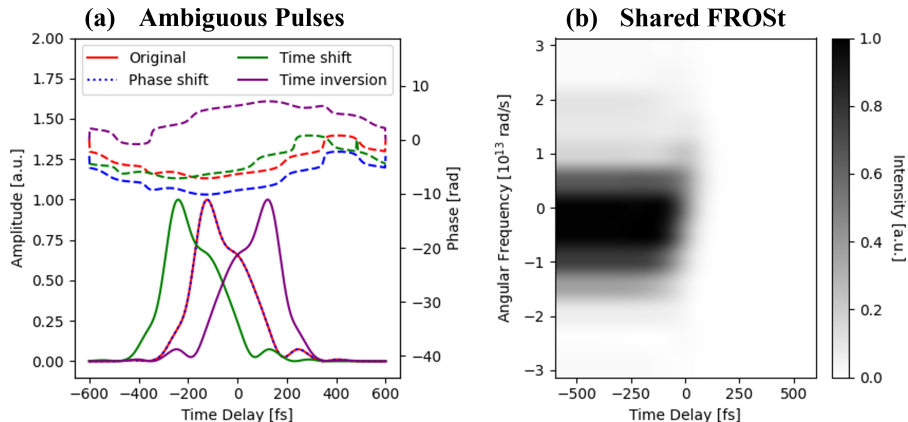 (a) Ambiguous Pulses
(b) Shared FROSt
Original
Phase shift
Time shift
Time inversion
Amplitude [a.u.]
2.00
1.75
1.50
1.25
1.00
0.75
0.50
0.25
0.00
−600 −400 −200 0 200 400 600
Time Delay [fs]
10
0
−10
−20
−30
−40
Phase [rad]
Angular Frequency [10¹³ rad/s]
3
2
1
0
−1
−2
−3
−500 −250 0 250 500
Time Delay [fs]
1.0
0.8
0.6
0.4
0.2
0.0
Intensity [a.u.]